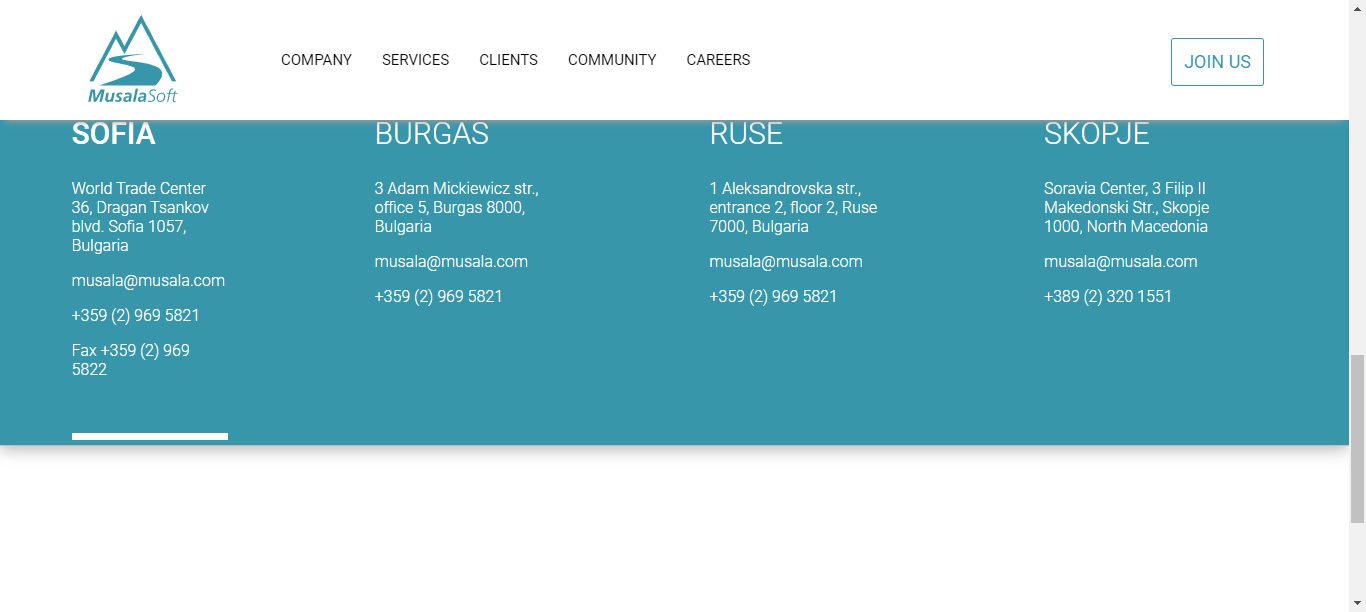 MusalaSoft
COMPANY SERVICES CLIENTS COMMUNITY CAREERS
JOIN US
SOFIA
World Trade Center
36, Dragan Tsankov
blvd. Sofia 1057,
Bulgaria
musala@musala.com
+359 (2) 969 5821
Fax +359 (2) 969
5822
BURGAS
3 Adam Mickiewicz str.,
office 5, Burgas 8000,
Bulgaria
musala@musala.com
+359 (2) 969 5821
RUSE
1 Aleksandrovska str.,
entrance 2, floor 2, Ruse
7000, Bulgaria
musala@musala.com
+359 (2) 969 5821
SKOPJE
Soravia Center, 3 Filip II
Makedonski Str., Skopje
1000, North Macedonia
musala@musala.com
+389 (2) 320 1551